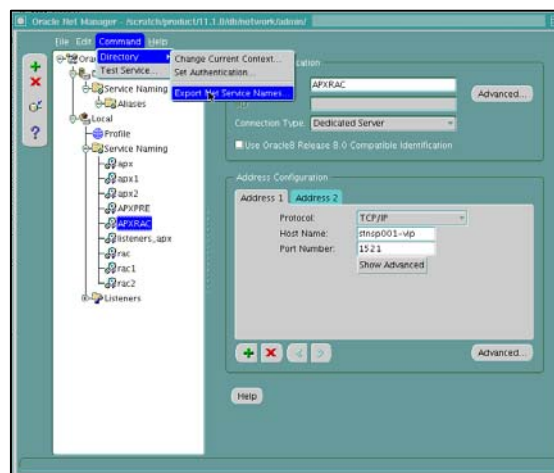 Oracle Net Manager - /scratch/product/11.1.0/db/network/admin/
File Edit Command Help
Directory
Test Service...
Change Current Context...
Set Authentication...
Export Net Service Names...
Service Naming
Aliases
Local
Profile
Service Naming
apx
apx1
apx2
APXPRE
APXRAC
listeners_apx
rac
rac1
rac2
Listeners
APXRAC
Advanced...
Connection Type: Dedicated Server
Use Oracle8 Release 8.0 Compatible Identification
Address Configuration
Address 1 Address 2
Protocol: TCP/IP
Host Name: stnsp001-vip
Port Number: 1521
Show Advanced
Advanced...
Help